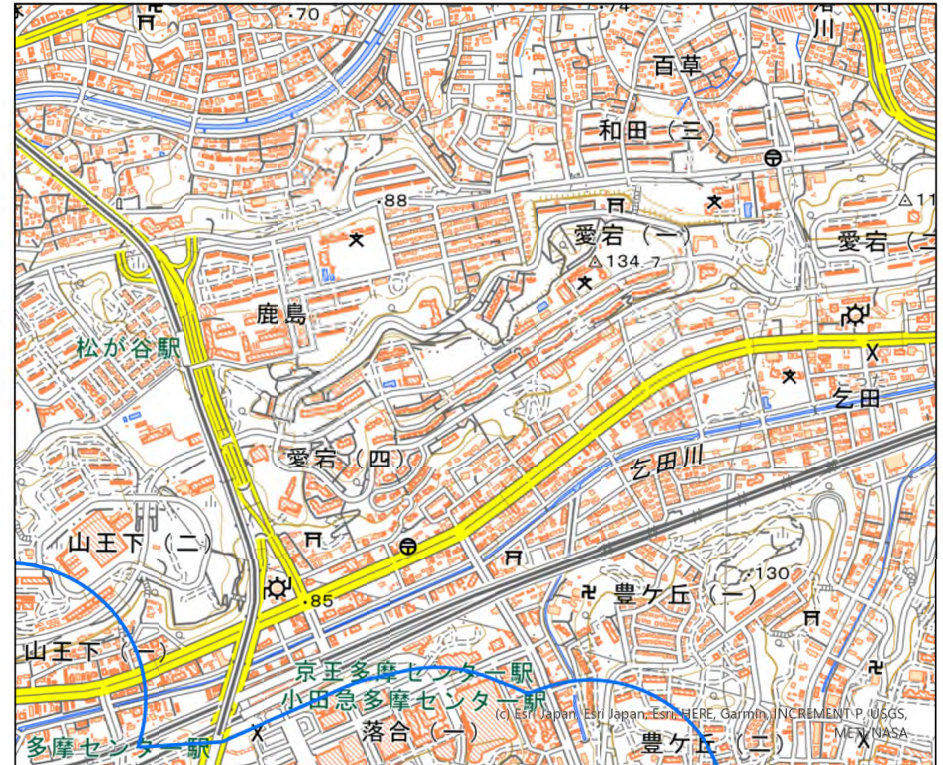 70
74
百草
和田（三）
88
愛宕（一）
愛宕（二
134.7
鹿島
松が谷駅
乞田
愛宕（四）
乞田川
山王下（二）
130
豊ケ丘（一）
85
山王下（一）
京王多摩センター駅
小田急多摩センター駅
(c) Esri Japan, Esri Japan, Esri, HERE, Garmin, INCREMENT P, USGS,
METI/NASA
落合（一）
豊ケ丘（二）
多摩センター駅